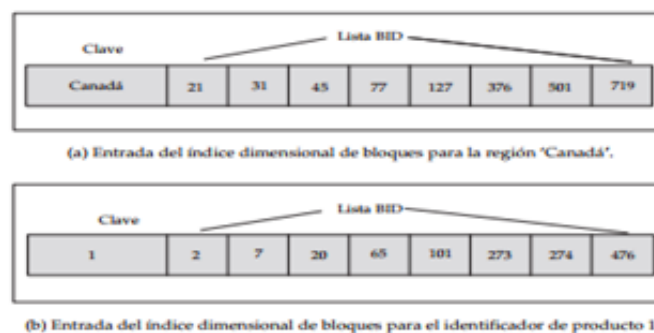 Clave Lista BID
Canadá 21 31 45 77 127 376 501 719
(a) Entrada del índice dimensional de bloques para la región 'Canadá'.
Clave Lista BID
1 2 7 20 65 101 273 274 476
(b) Entrada del índice dimensional de bloques para el identificador de producto 1